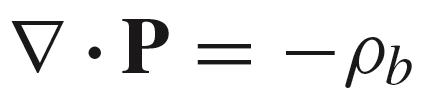 ∇ · 𝐏 = −ρ_b